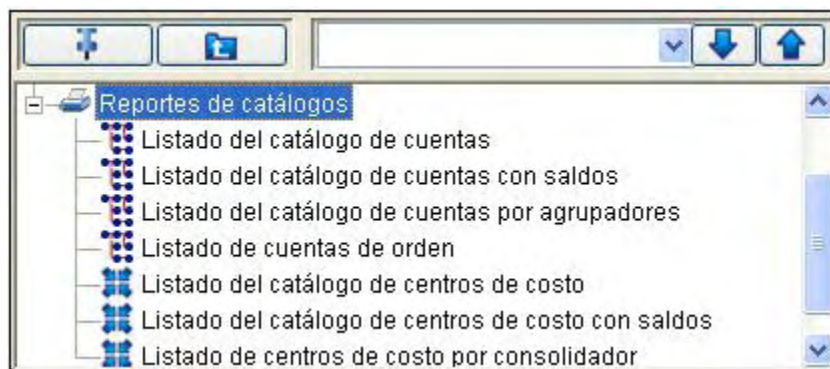 Reportes de catálogos
Listado del catálogo de cuentas
Listado del catálogo de cuentas con saldos
Listado del catálogo de cuentas por agrupadores
Listado de cuentas de orden
Listado del catálogo de centros de costo
Listado del catálogo de centros de costo con saldos
Listado de centros de costo por consolidador